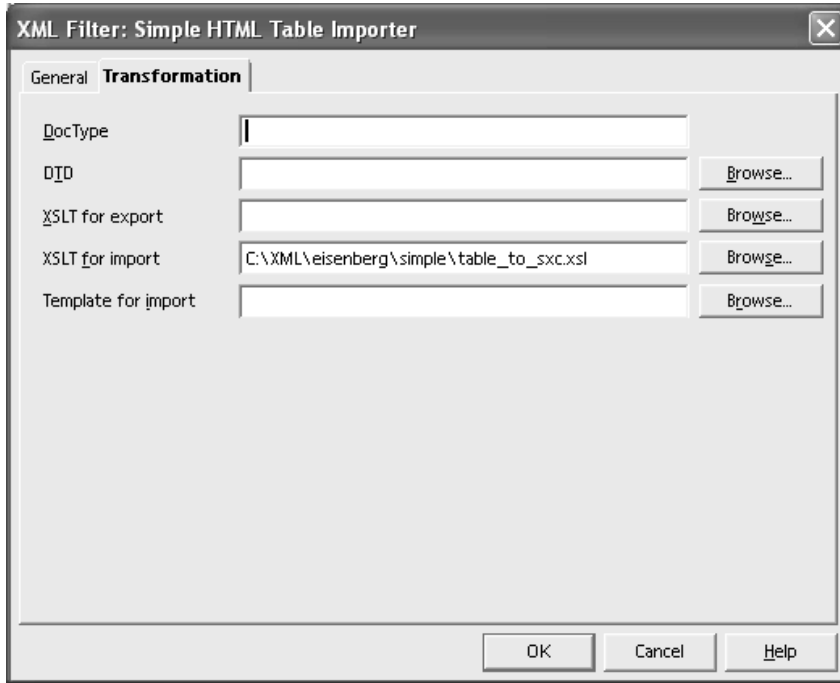 XML Filter: Simple HTML Table Importer
General Transformation
DocType
DTD Browse...
XSLT for export Browse...
XSLT for import C:\XML\eisenberg\simple\table_to_sxc.xsl Browse...
Template for import Browse...
OK Cancel Help